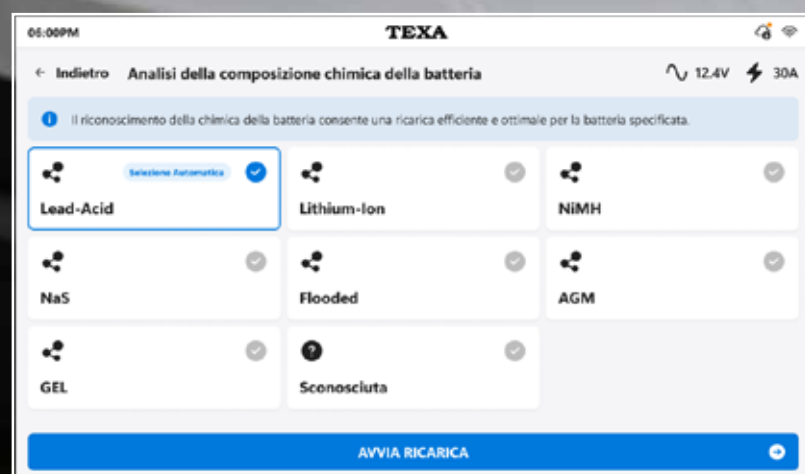 06:00PM TEXA
← Indietro Analisi della composizione chimica della batteria 12.4V 30A
Il riconoscimento della chimica della batteria consente una ricarica efficiente e ottimale per la batteria specificata.
Selezione Automatica
Lead-Acid Lithium-Ion NiMH
NaS Flooded AGM
GEL Sconosciuta
AVVIA RICARICA